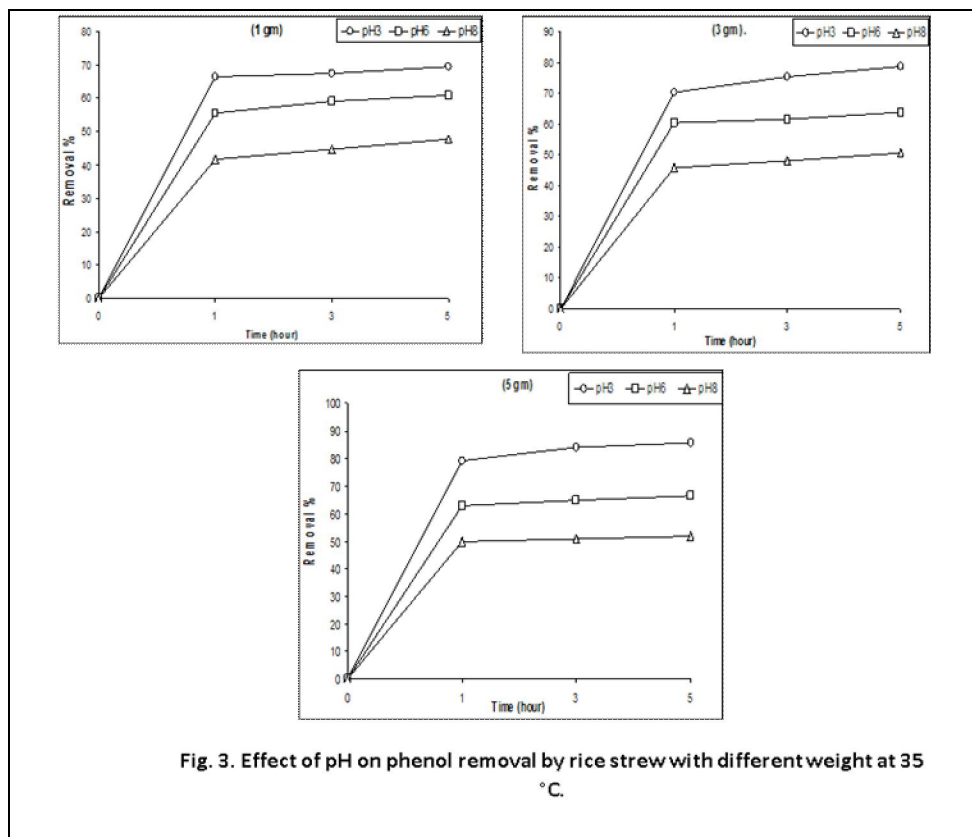 (1 gm)
pH3 pH6 pH8
80
70
60
50
40
30
20
10
0
Removal %
0 1 3 5
Time (hour)
(3 gm).
pH3 pH6 pH8
90
80
70
60
50
40
30
20
10
0
Removal %
0 1 3 5
Time (hour)
(5 gm)
pH3 pH6 pH8
100
90
80
70
60
50
40
30
20
10
0
Removal %
0 1 3 5
Time (hour)
Fig. 3. Effect of pH on phenol removal by rice strew with different weight at 35
°C.